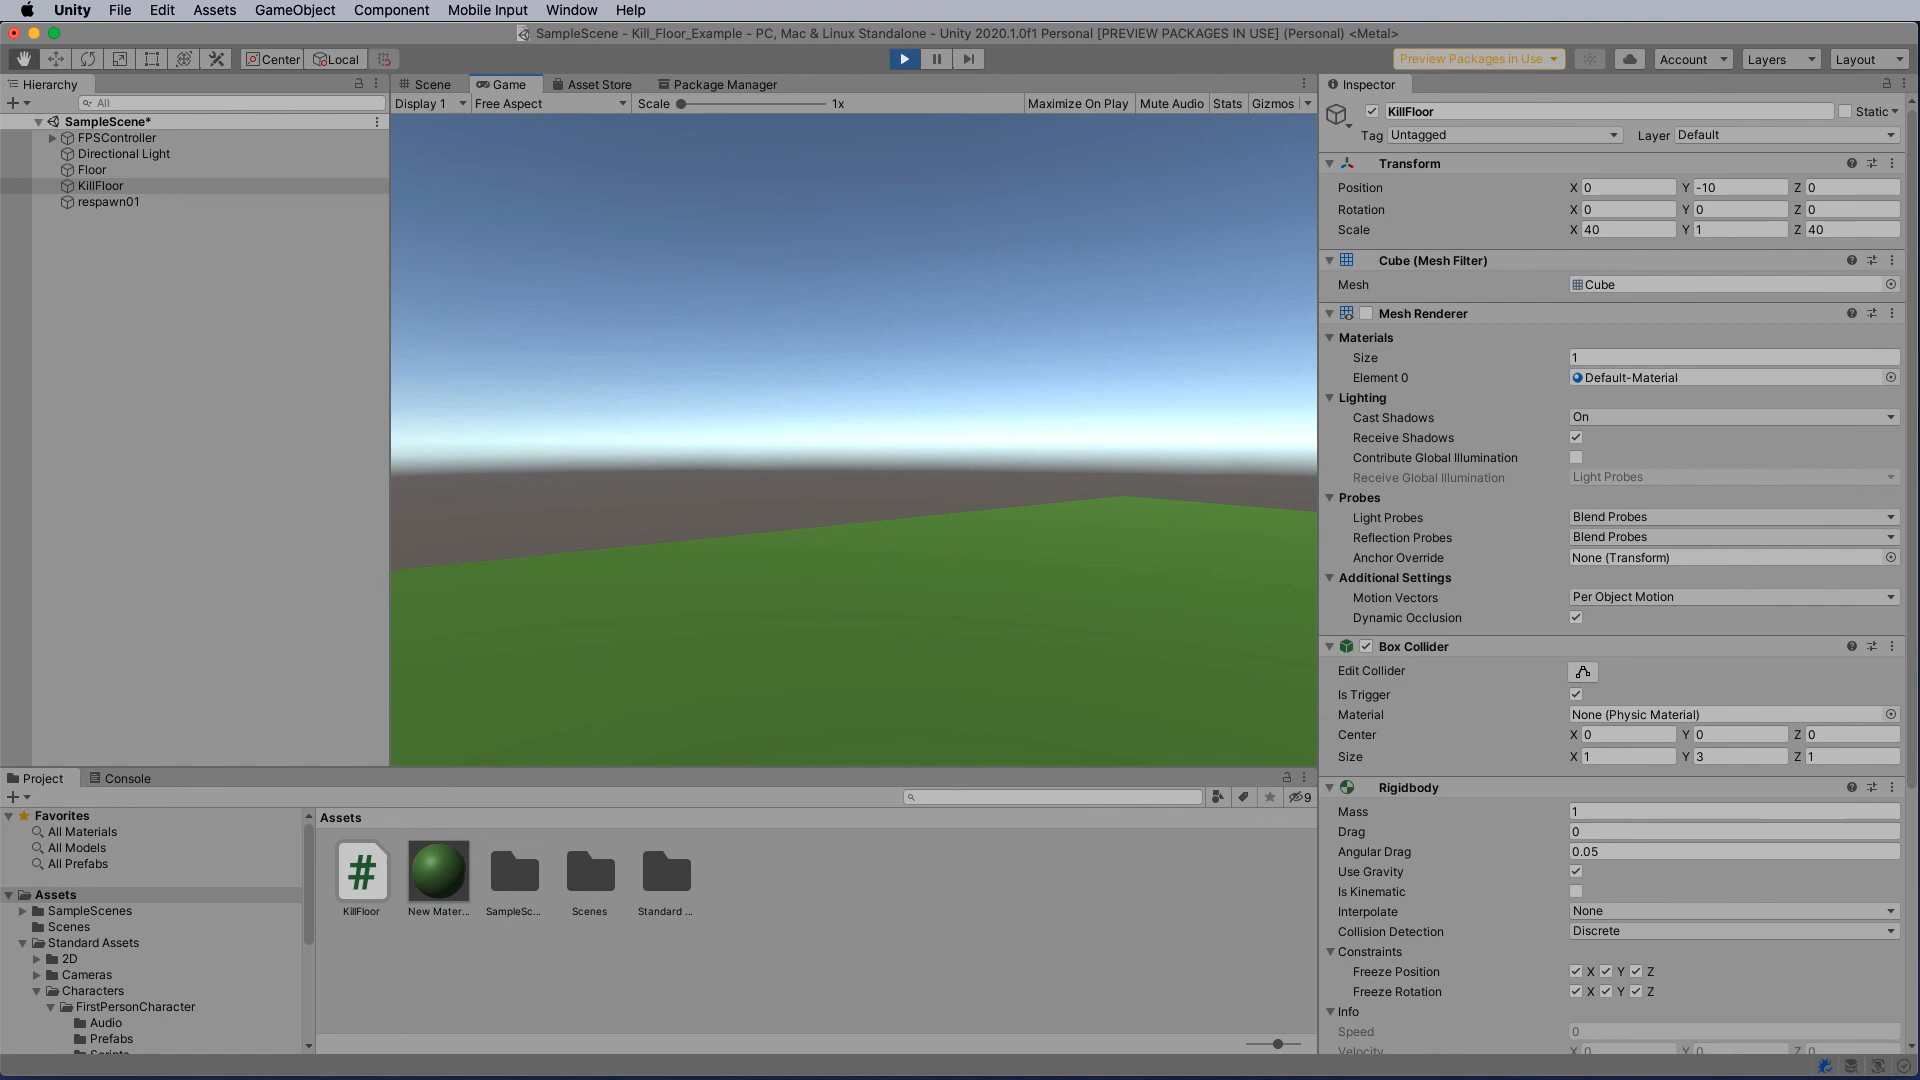 Unity File Edit Assets GameObject Component Mobile Input Window Help
SampleScene - Kill_Floor_Example - PC, Mac & Linux Standalone - Unity 2020.1.0f1 Personal [PREVIEW PACKAGES IN USE] (Personal) <Metal>
Center Local Preview Packages in Use Account Layers Layout
Hierarchy Scene Game Asset Store Package Manager Inspector
All Display 1 Free Aspect Scale 1x Maximize On Play Mute Audio Stats Gizmos
SampleScene*
FPSController
Directional Light
Floor
KillFloor
respawn01
KillFloor Static
Tag Untagged Layer Default
Transform
Position X 0 Y -10 Z 0
Rotation X 0 Y 0 Z 0
Scale X 40 Y 1 Z 40
Cube (Mesh Filter)
Mesh Cube
Mesh Renderer
Materials
Size 1
Element 0 Default-Material
Lighting
Cast Shadows On
Receive Shadows
Contribute Global Illumination
Receive Global Illumination Light Probes
Probes
Light Probes Blend Probes
Reflection Probes Blend Probes
Anchor Override None (Transform)
Additional Settings
Motion Vectors Per Object Motion
Dynamic Occlusion
Box Collider
Edit Collider
Is Trigger
Material None (Physic Material)
Center X 0 Y 0 Z 0
Size X 1 Y 3 Z 1
Rigidbody
Mass 1
Drag 0
Angular Drag 0.05
Use Gravity
Is Kinematic
Interpolate None
Collision Detection Discrete
Constraints
Freeze Position X Y Z
Freeze Rotation X Y Z
Info
Speed 0
Velocity X 0 Y 0 Z 0
Project Console
9
Favorites
All Materials
All Models
All Prefabs
Assets
SampleScenes
Scenes
Standard Assets
2D
Cameras
Characters
FirstPersonCharacter
Audio
Prefabs
Scripts
Assets
#
KillFloor New Mater... SampleSc... Scenes Standard ...